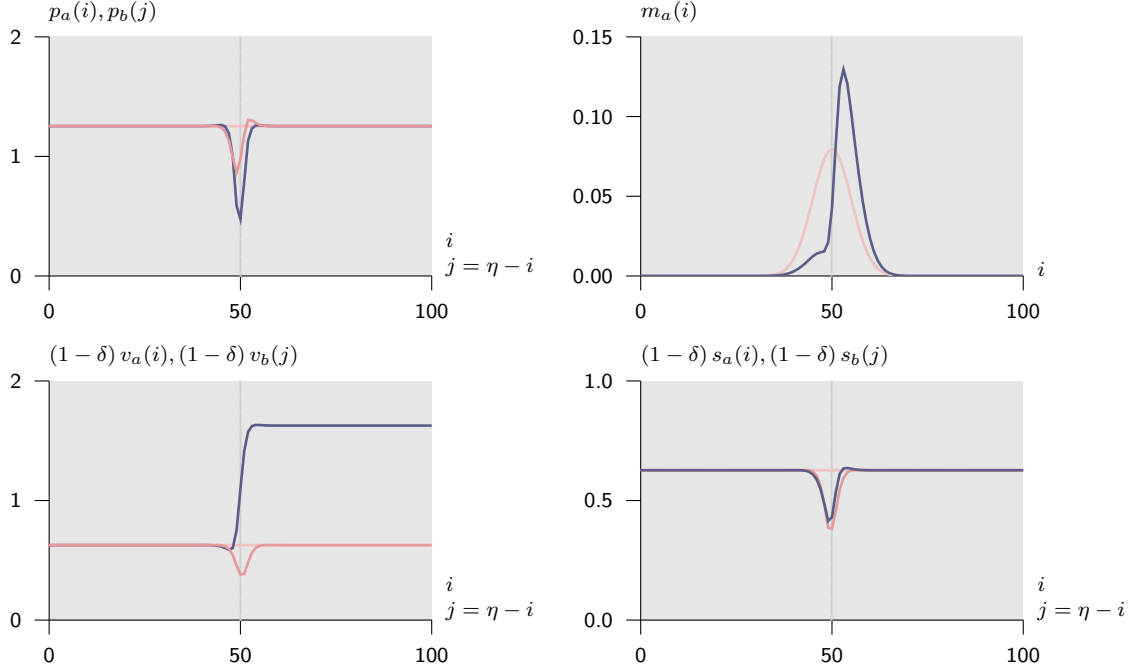 p_a(i), p_b(j)
2
1
0
0
50
100
i
j = η − i
m_a(i)
0.15
0.10
0.05
0.00
0
50
100
i
(1 − δ) v_a(i), (1 − δ) v_b(j)
2
1
0
0
50
100
i
j = η − i
(1 − δ) s_a(i), (1 − δ) s_b(j)
1.0
0.5
0.0
0
50
100
i
j = η − i